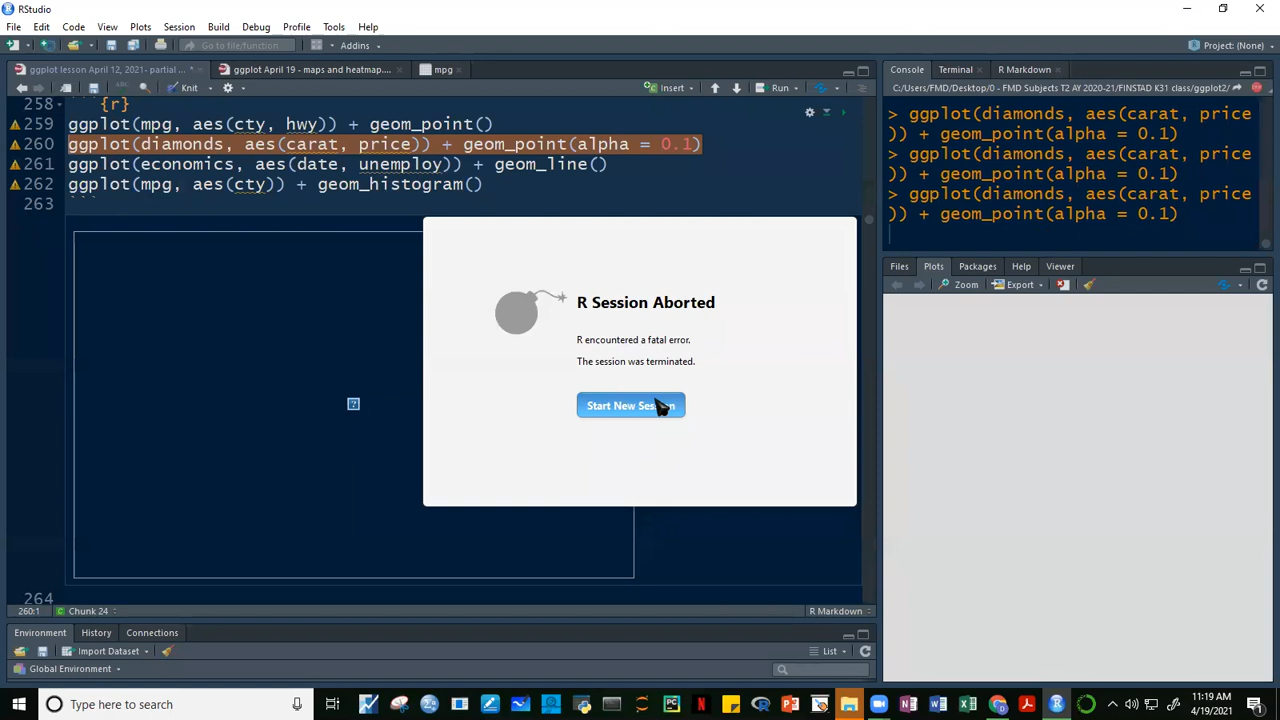 RStudio
File Edit Code View Plots Session Build Debug Profile Tools Help
Go to file/function Addins Project: (None)
ggplot lesson April 12, 2021- partial ... * ggplot April 19 - maps and heatmap.... mpg
Knit Insert Run
258 ```{r}
259 ggplot(mpg, aes(cty, hwy)) + geom_point()
260 ggplot(diamonds, aes(carat, price)) + geom_point(alpha = 0.1)
261 ggplot(economics, aes(date, unemploy)) + geom_line()
262 ggplot(mpg, aes(cty)) + geom_histogram()
263 ```
264
260:1 Chunk 24 R Markdown
Environment History Connections
Import Dataset List
Global Environment
Console Terminal R Markdown
C:/Users/FMD/Desktop/0 - FMD Subjects T2 AY 2020-21/FINSTAD K31 class/ggplot2/
> ggplot(diamonds, aes(carat, price
)) + geom_point(alpha = 0.1)
> ggplot(diamonds, aes(carat, price
)) + geom_point(alpha = 0.1)
> ggplot(diamonds, aes(carat, price
)) + geom_point(alpha = 0.1)
Files Plots Packages Help Viewer
Zoom Export
R Session Aborted
R encountered a fatal error.
The session was terminated.
Start New Session
Type here to search
11:19 AM
4/19/2021